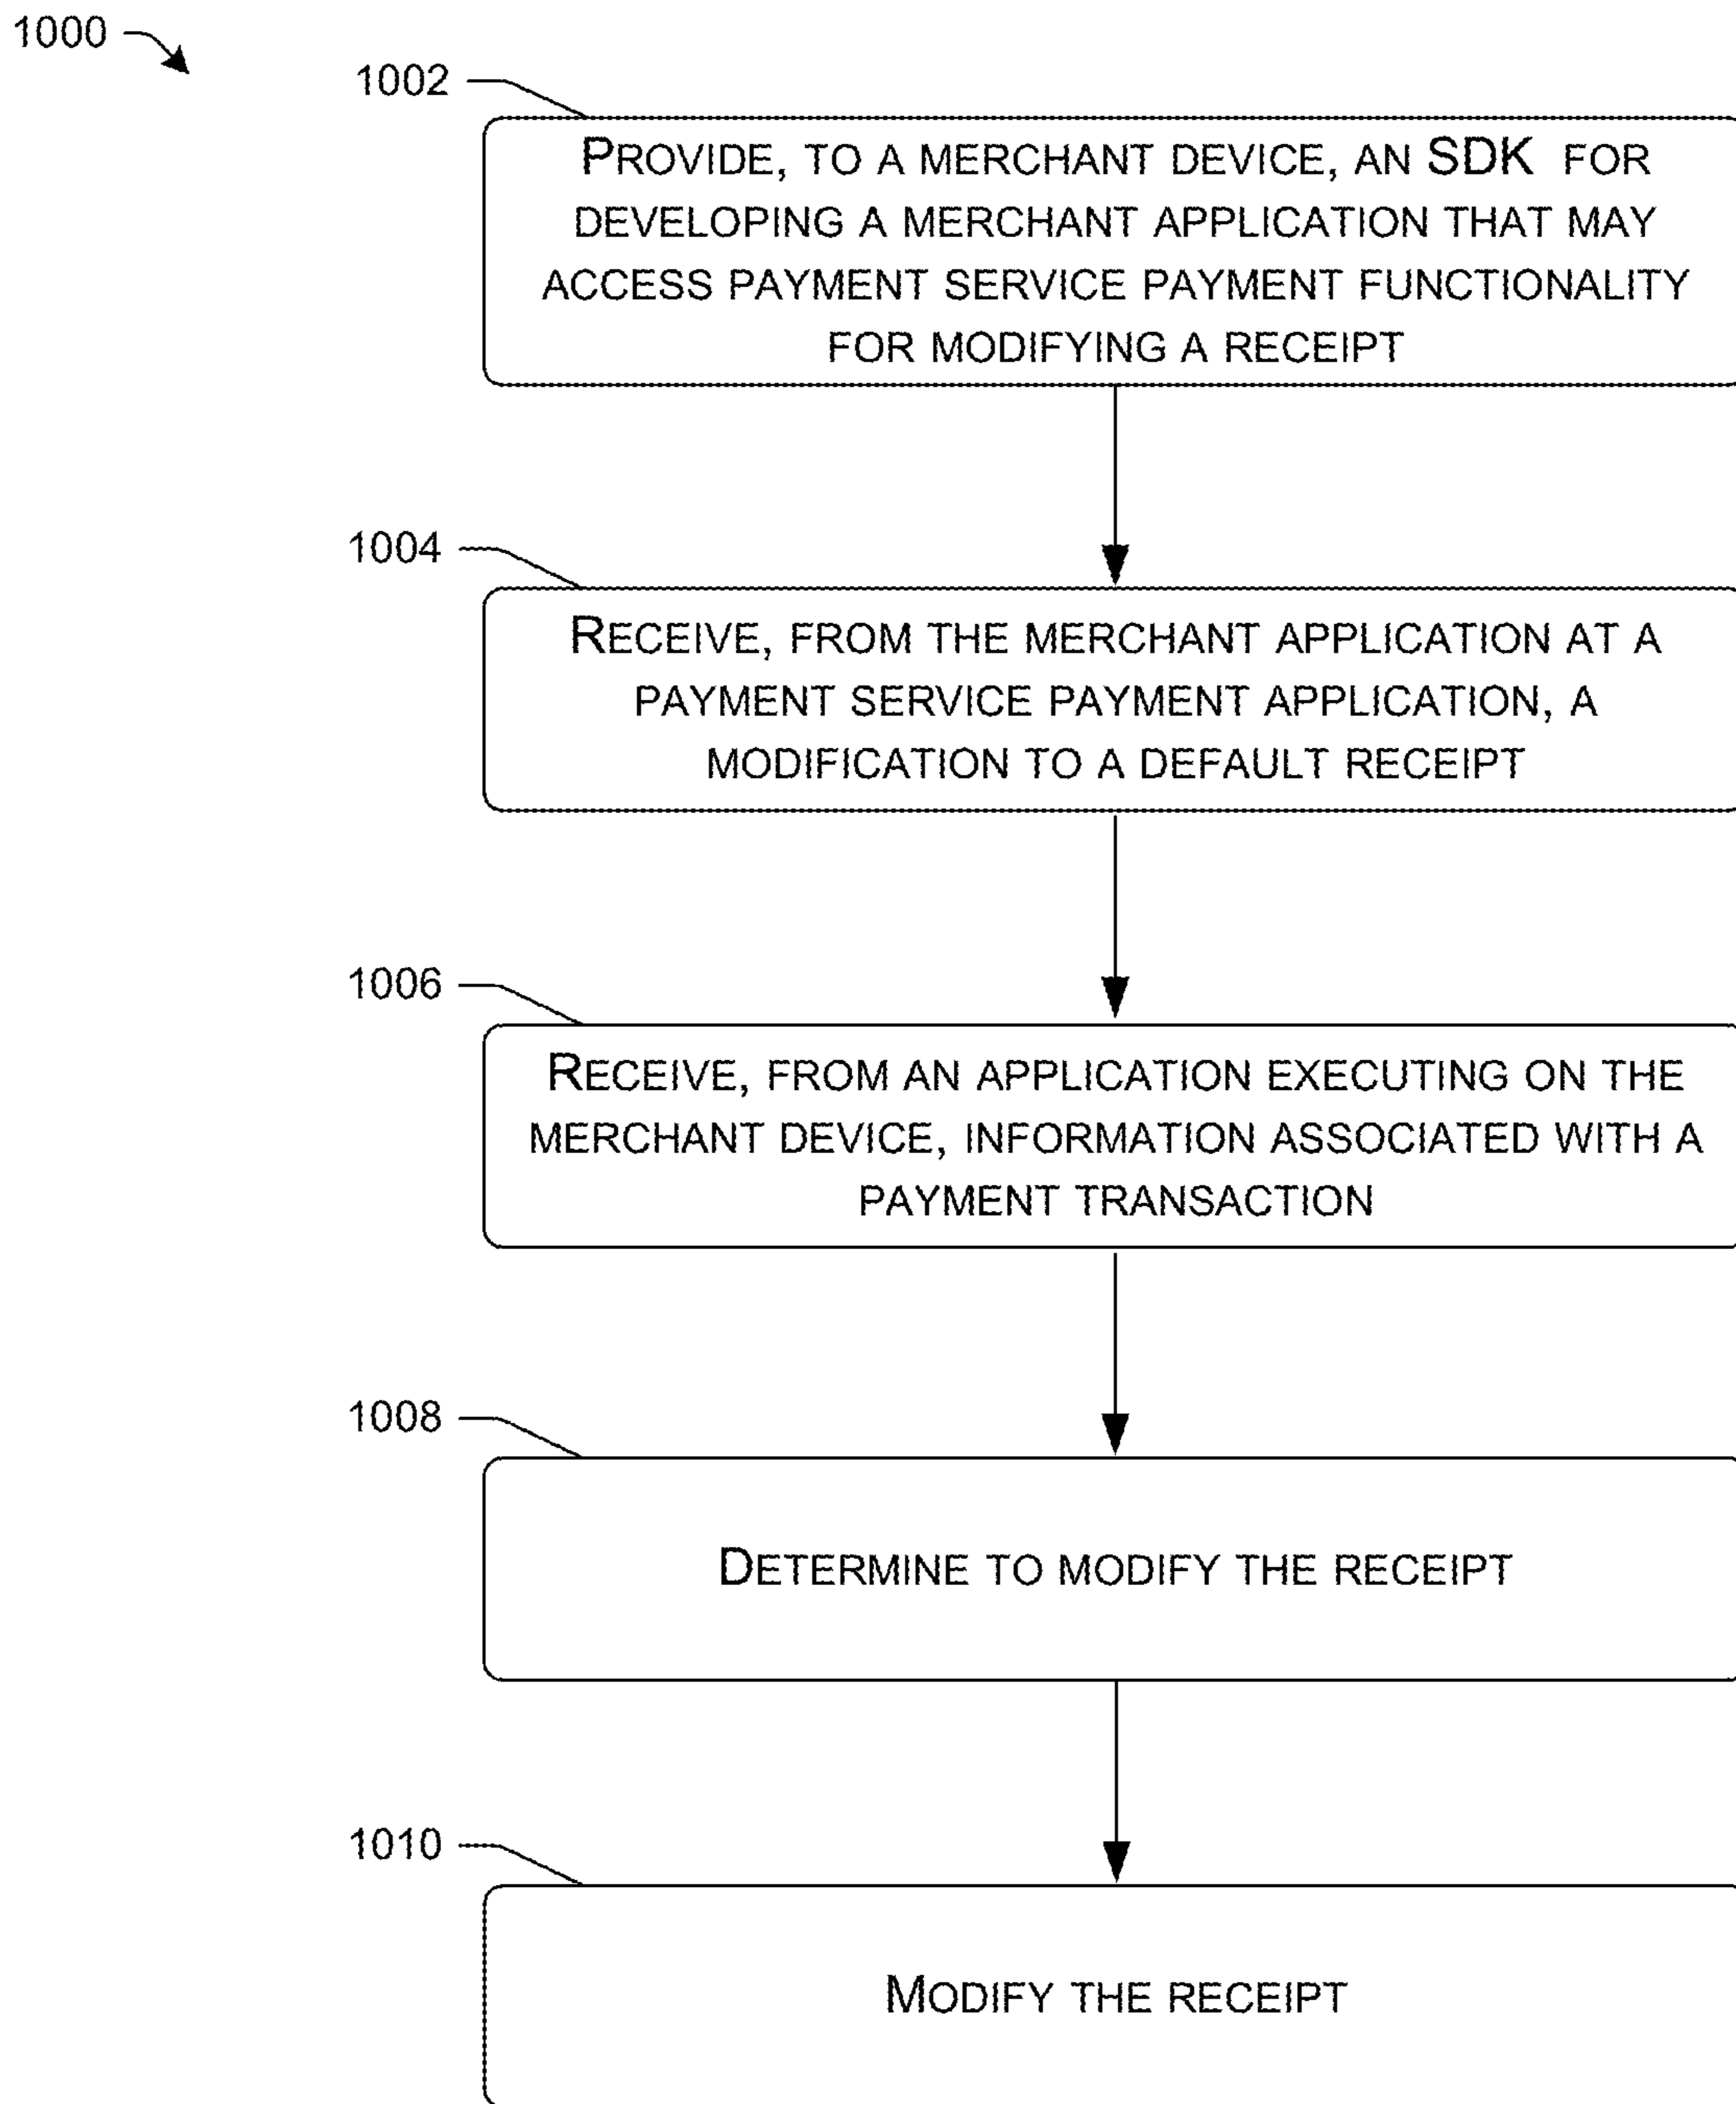 1000
1002
PROVIDE, TO A MERCHANT DEVICE, AN SDK FOR
DEVELOPING A MERCHANT APPLICATION THAT MAY
ACCESS PAYMENT SERVICE PAYMENT FUNCTIONALITY
FOR MODIFYING A RECEIPT
1004
RECEIVE, FROM THE MERCHANT APPLICATION AT A
PAYMENT SERVICE PAYMENT APPLICATION, A
MODIFICATION TO A DEFAULT RECEIPT
1006
RECEIVE, FROM AN APPLICATION EXECUTING ON THE
MERCHANT DEVICE, INFORMATION ASSOCIATED WITH A
PAYMENT TRANSACTION
1008
DETERMINE TO MODIFY THE RECEIPT
1010
MODIFY THE RECEIPT